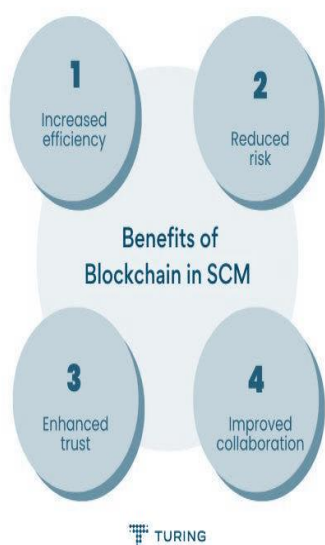 1
Increased
efficiency
2
Reduced
risk
Benefits of
Blockchain in SCM
3
Enhanced
trust
4
Improved
collaboration
TURING